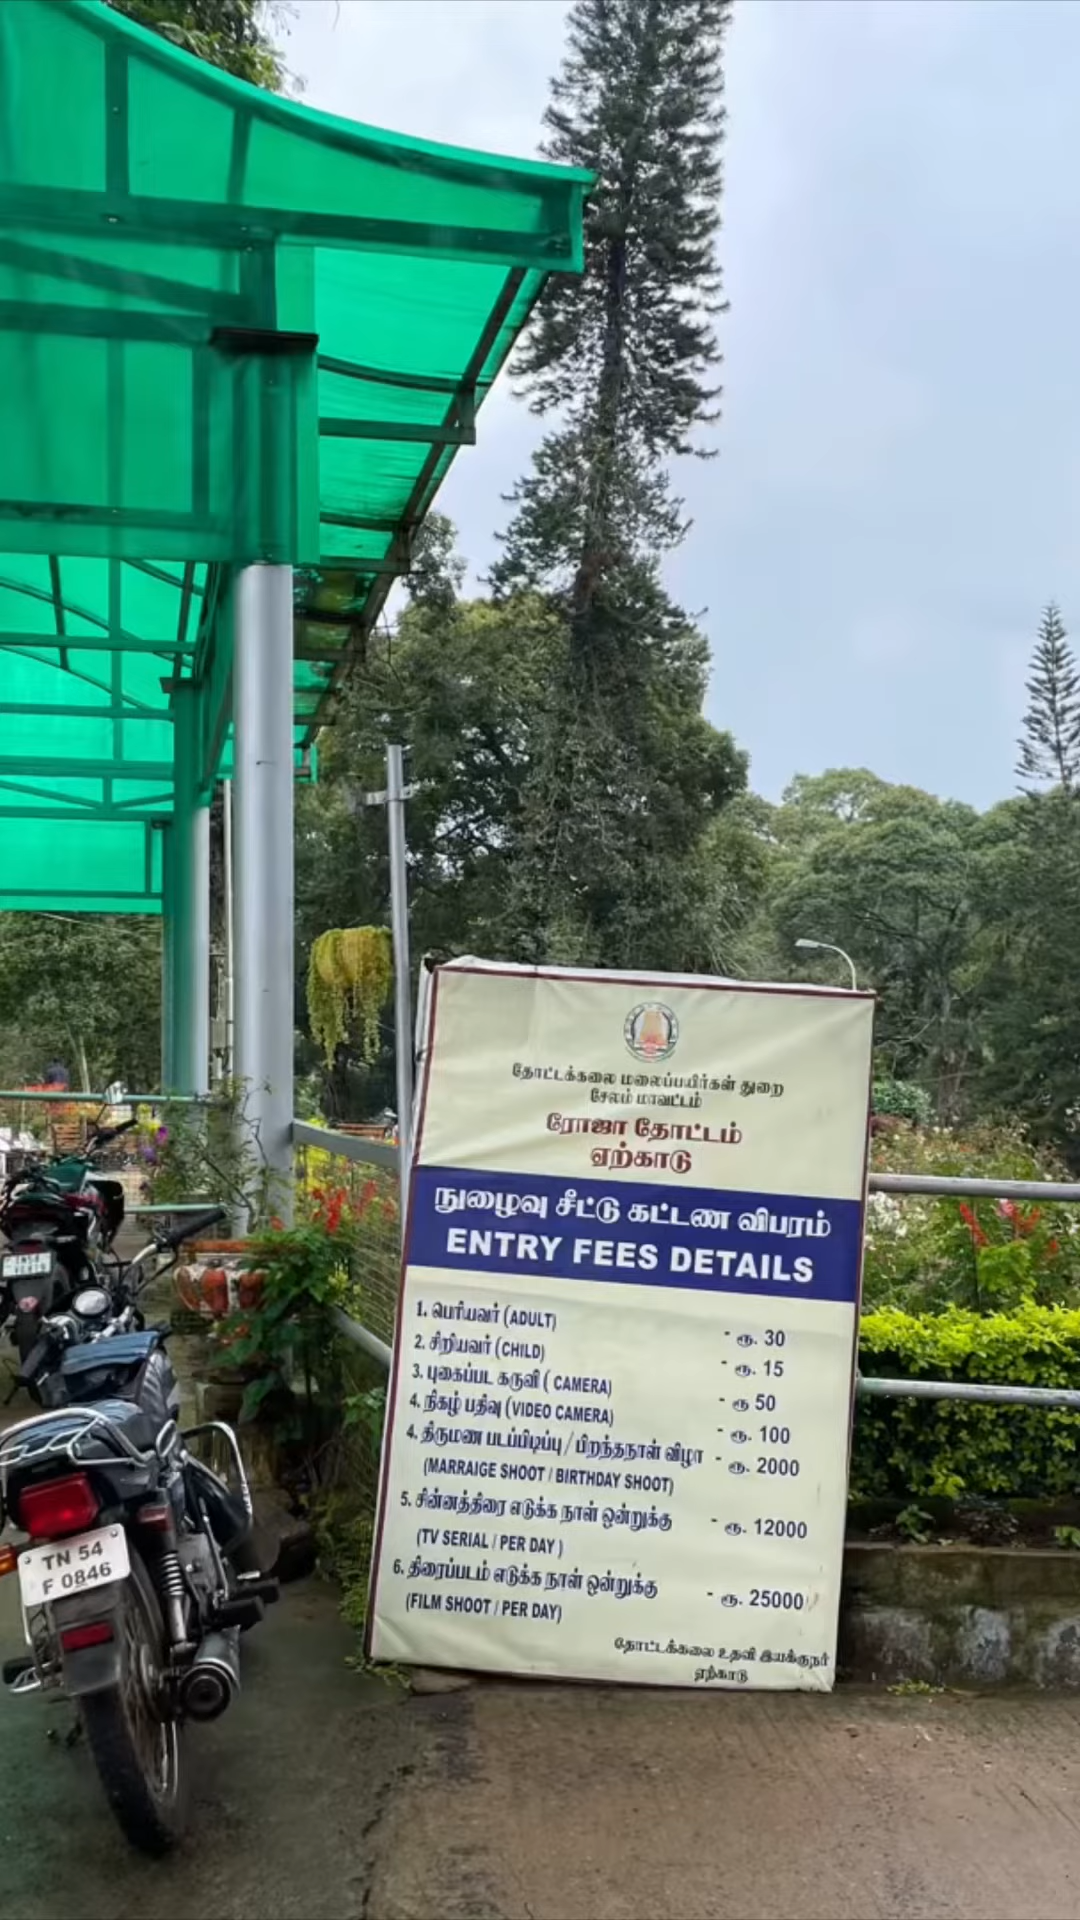 தோட்டக்கலை மலைப்பயிர்கள் துறை
சேலம் மாவட்டம்
ரோஜா தோட்டம்
ஏற்காடு
நுழைவு சீட்டு கட்டண விபரம்
ENTRY FEES DETAILS
1. பெரியவர் (ADULT) - ரூ. 30
2. சிறியவர் (CHILD) - ரூ. 15
3. புகைப்பட கருவி ( CAMERA) - ரூ 50
4. நிகழ் பதிவு (VIDEO CAMERA) - ரூ. 100
4. திருமண படப்பிடிப்பு / பிறந்தநாள் விழா - ரூ. 2000
(MARRAIGE SHOOT / BIRTHDAY SHOOT)
5. சின்னத்திரை எடுக்க நாள் ஒன்றுக்கு - ரூ. 12000
(TV SERIAL / PER DAY )
6. திரைப்படம் எடுக்க நாள் ஒன்றுக்கு - ரூ. 25000
(FILM SHOOT / PER DAY)
தோட்டக்கலை உதவி இயக்குநர்
ஏற்காடு
TN 54
F 0846